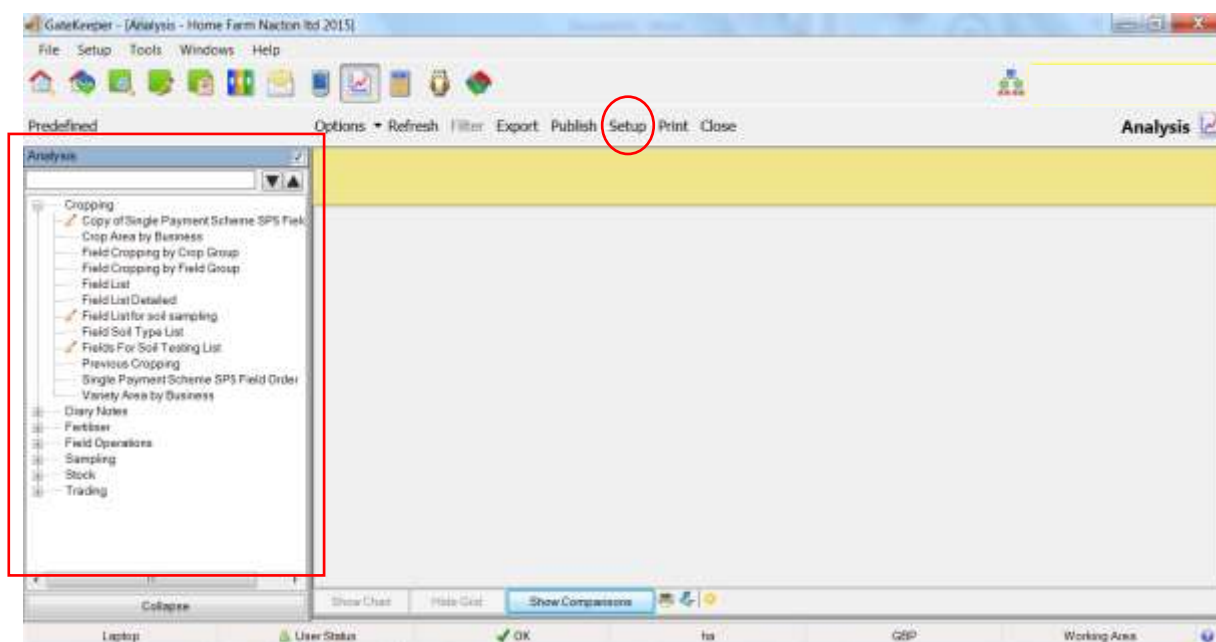 GateKeeper - [Analysis - Home Farm Nacton ltd 2015]
File Setup Tools Windows Help
Predefined Options Refresh Filter Export Publish Setup Print Close Analysis
Analysis
Cropping
Copy of Single Payment Scheme SP5 Field
Crop Area by Business
Field Cropping by Crop Group
Field Cropping by Field Group
Field List
Field List Detailed
Field List for soil sampling
Field Soil Type List
Fields For Soil Testing List
Previous Cropping
Single Payment Scheme SP5 Field Order
Variety Area by Business
Diary Notes
Fertiliser
Field Operations
Sampling
Stock
Trading
Collapse Show Chart Hide Grid Show Comparisons
Laptop User Status OK ha GBP Working Area